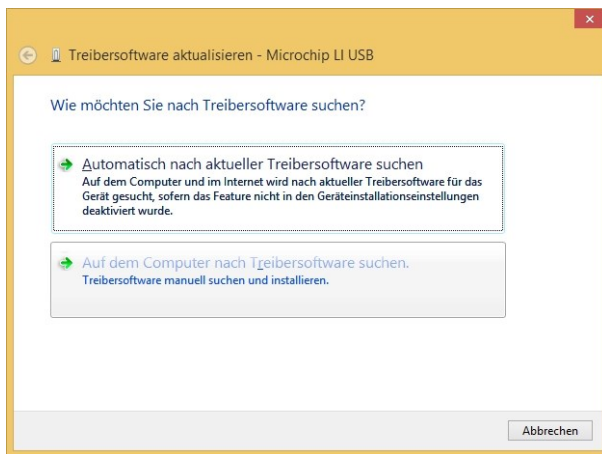 Treibersoftware aktualisieren - Microchip LI USB
Wie möchten Sie nach Treibersoftware suchen?
Automatisch nach aktueller Treibersoftware suchen
Auf dem Computer und im Internet wird nach aktueller Treibersoftware für das
Gerät gesucht, sofern das Feature nicht in den Geräteinstallationseinstellungen
deaktiviert wurde.
Auf dem Computer nach Treibersoftware suchen.
Treibersoftware manuell suchen und installieren.
Abbrechen